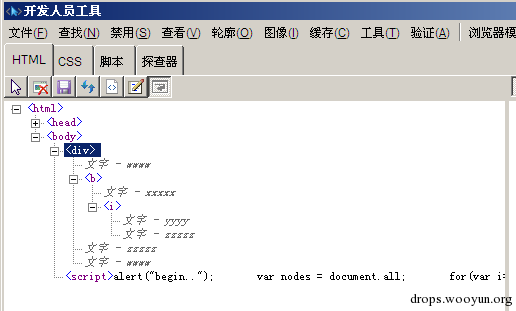 开发人员工具
文件(F) 查找(N) 禁用(S) 查看(V) 轮廓(O) 图像(I) 缓存(C) 工具(T) 验证(A) 浏览器模
HTML CSS 脚本 探查器
<html>
<head>
<body>
<div>
文字 - wwww
<b>
文字 - xxxxx
<i>
文字 - yyyy
文字 - zzzzz
文字 - zzzzz
文字 - wwww
<script>alert("begin.."); var nodes = document.all; for(var i=
drops.wooyun.org